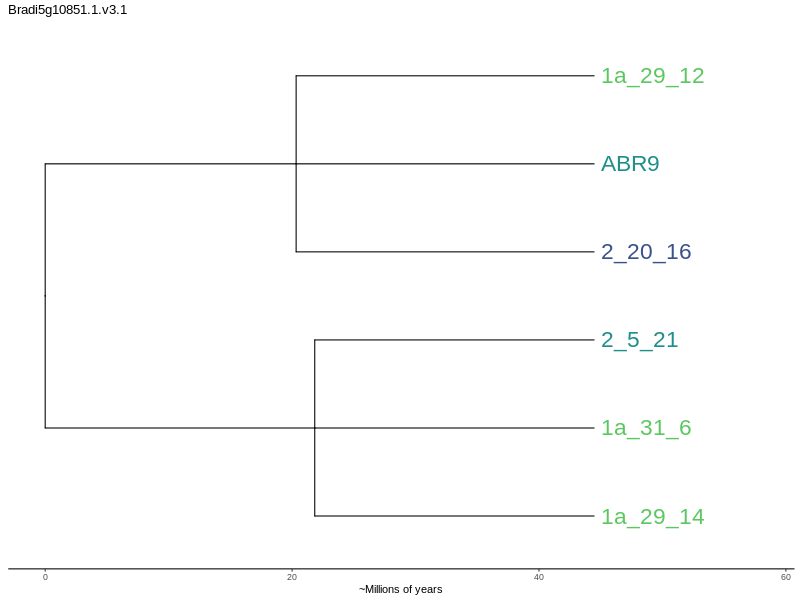 Bradi5g10851.1.v3.1
1a_29_12
ABR9
2_20_16
2_5_21
1a_31_6
1a_29_14
0 20 40 60
~Millions of years